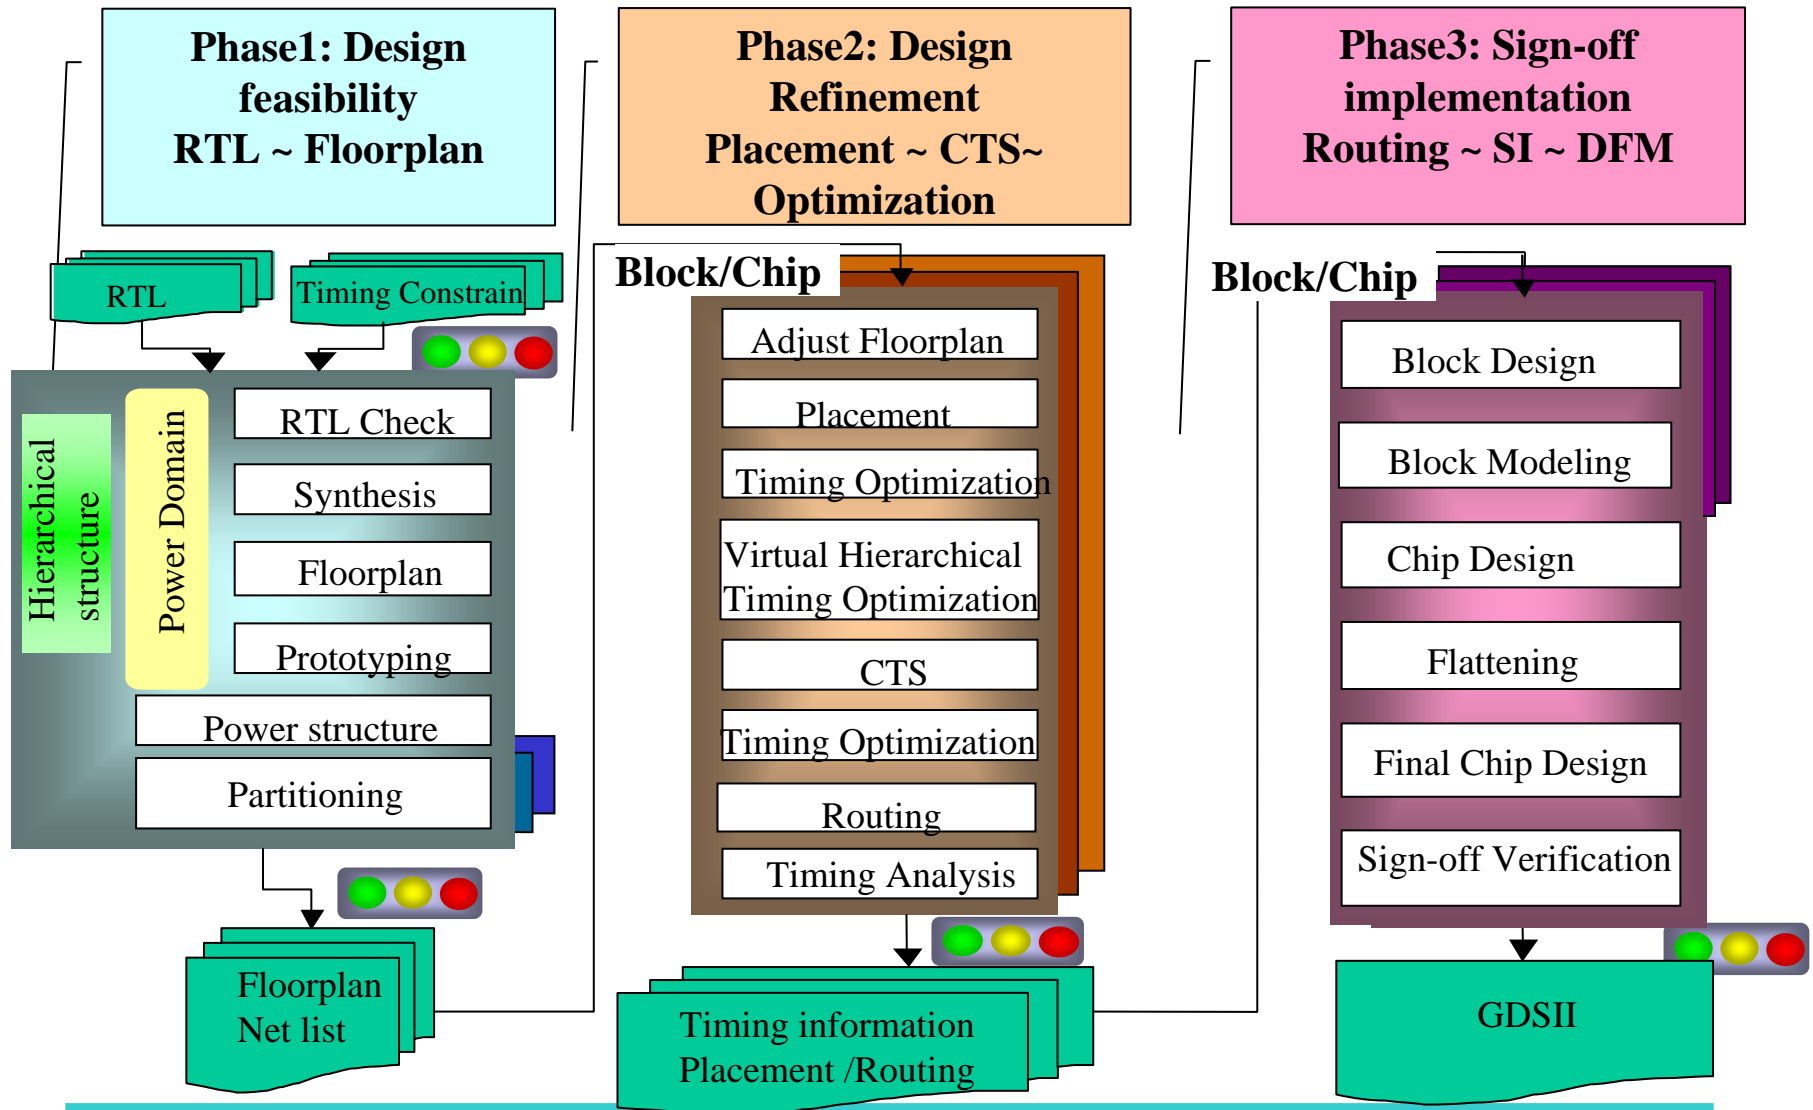 Phase1: Design
feasibility
RTL ~ Floorplan
RTL
Timing Constrain
Hierarchical
structure
Power Domain
RTL Check
Synthesis
Floorplan
Prototyping
Power structure
Partitioning
Floorplan
Net list
Phase2: Design
Refinement
Placement ~ CTS~
Optimization
Block/Chip
Adjust Floorplan
Placement
Timing Optimization
Virtual Hierarchical
Timing Optimization
CTS
Timing Optimization
Routing
Timing Analysis
Timing information
Placement /Routing
Phase3: Sign-off
implementation
Routing ~ SI ~ DFM
Block/Chip
Block Design
Block Modeling
Chip Design
Flattening
Final Chip Design
Sign-off Verification
GDSII